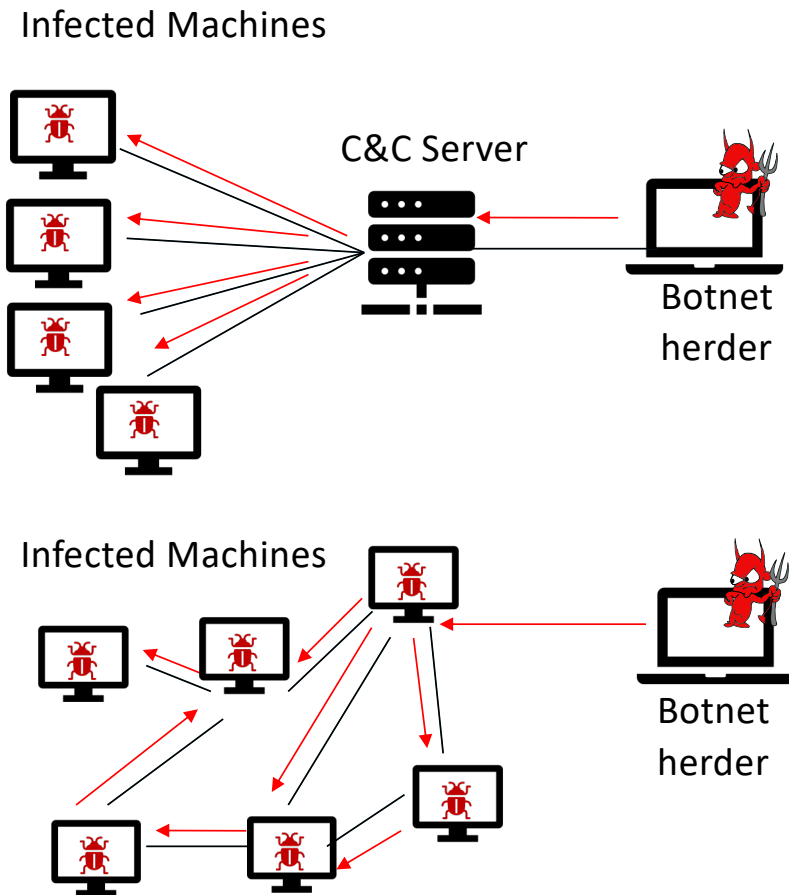 Infected Machines
C&C Server
Botnet
herder
Infected Machines
Botnet
herder